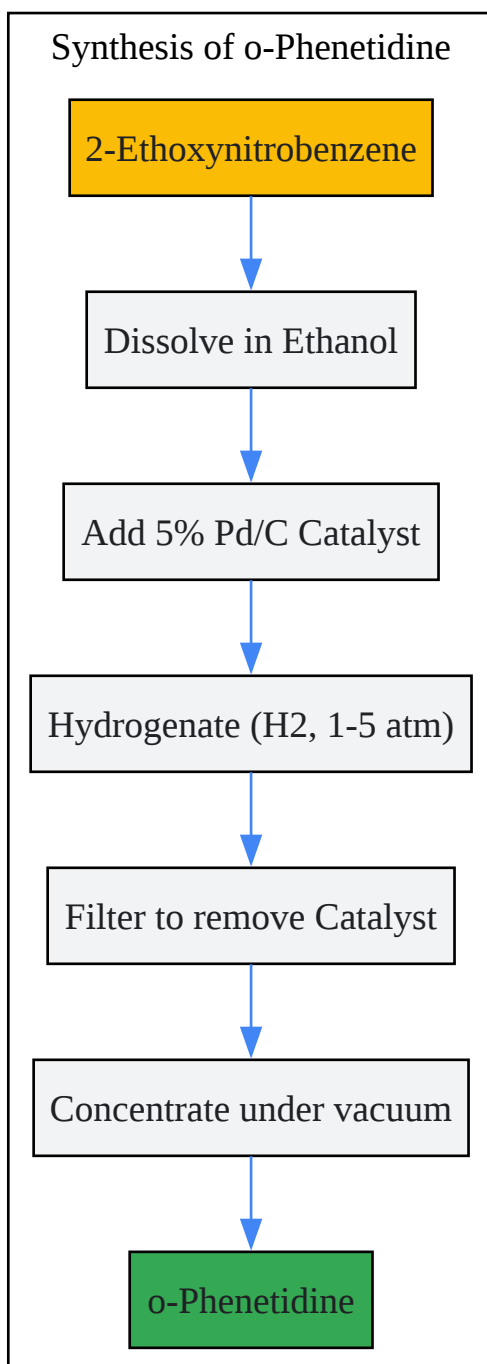 Synthesis of o-Phenetidine
2-Ethoxynitrobenzene
Dissolve in Ethanol
Add 5% Pd/C Catalyst
Hydrogenate (H2, 1-5 atm)
Filter to remove Catalyst
Concentrate under vacuum
o-Phenetidine